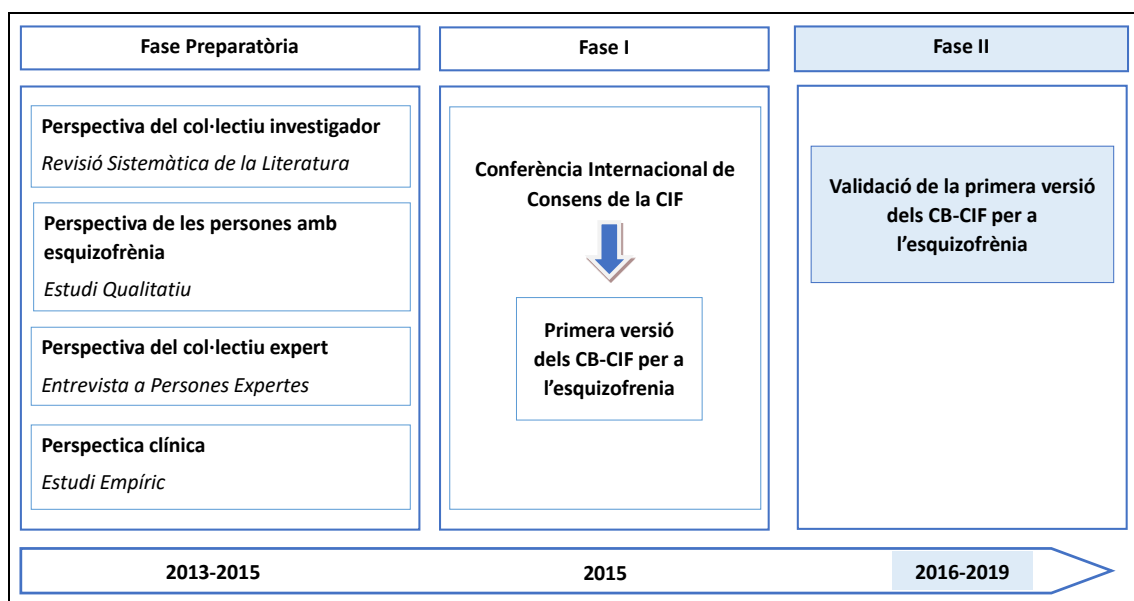 Fase Preparatòria
Perspectiva del col·lectiu investigador
Revisió Sistemàtica de la Literatura
Perspectiva de les persones amb
esquizofrènia
Estudi Qualitatiu
Perspectiva del col·lectiu expert
Entrevista a Persones Expertes
Perspectica clínica
Estudi Empíric
Fase I
Conferència Internacional de
Consens de la CIF
Primera versió
dels CB-CIF per a
l’esquizofrenia
Fase II
Validació de la primera versió
dels CB-CIF per a
l’esquizofrènia
2013-2015
2015
2016-2019